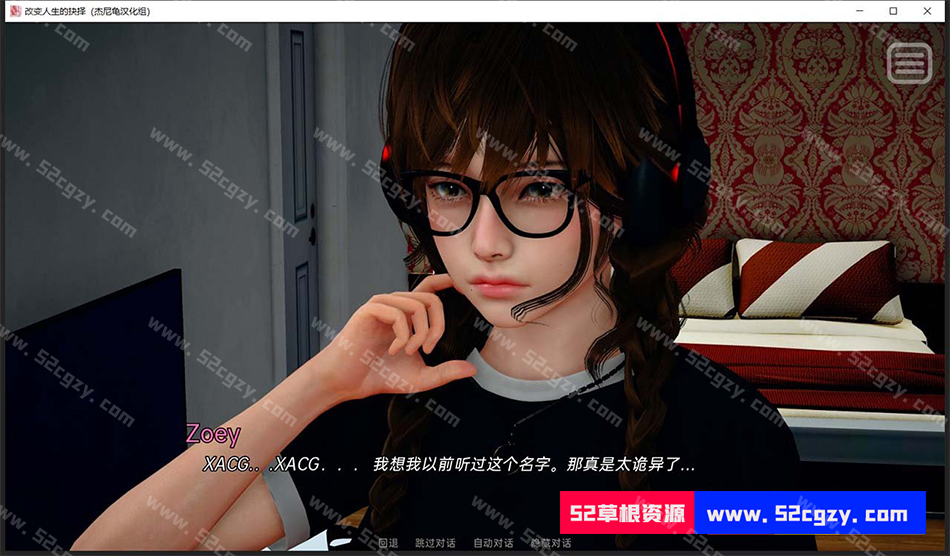 改变人生的抉择 (杰尼龟汉化组)
Zoey
XACG.. .XACG. . . 我想我以前听过这个名字。那真是太诡异了...
52草根资源 www.52cgzy.com
回退 跳过对话 自动对话 隐藏对话
www.52cgzy.com